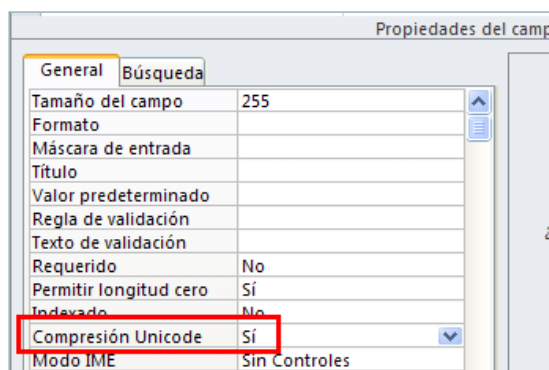 Propiedades del camp
General Búsqueda
Tamaño del campo 255
Formato
Máscara de entrada
Título
Valor predeterminado
Regla de validación
Texto de validación
Requerido No
Permitir longitud cero Sí
Indexado No
Compresión Unicode Sí
Modo IME Sin Controles